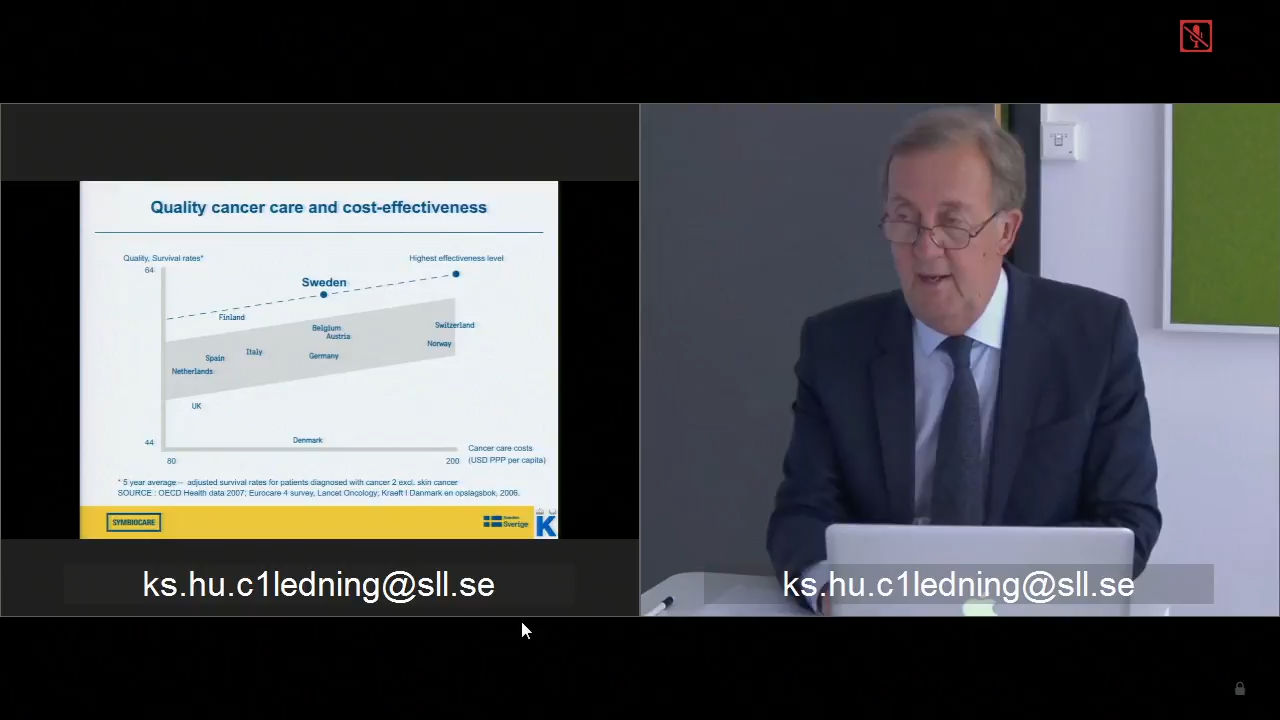 Quality cancer care and cost-effectiveness
Quality, Survival rates*
Highest effectiveness level
64
Sweden
Finland
Belgium
Switzerland
Austria
Norway
Italy
Germany
Spain
Netherlands
UK
44
Denmark
Cancer care costs
80
200
(USD PPP per capita)
* 5 year average— adjusted survival rates for patients diagnosed with cancer 2 excl. skin cancer
SOURCE : OECD Health data 2007; Eurocare 4 survey, Lancet Oncology; Kraeft I Danmark en opslagsbok, 2006.
SYMBIOCARE
Sverige
K
ks.hu.c1ledning@sll.se
ks.hu.c1ledning@sll.se